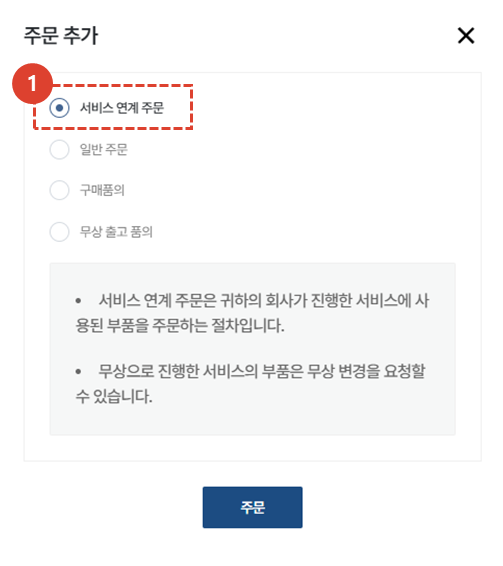 주문 추가
1
서비스 연계 주문
일반 주문
구매품의
무상 출고 품의
• 서비스 연계 주문은 귀하의 회사가 진행한 서비스에 사
용된 부품을 주문하는 절차입니다.
• 무상으로 진행한 서비스의 부품은 무상 변경을 요청할
수 있습니다.
주문